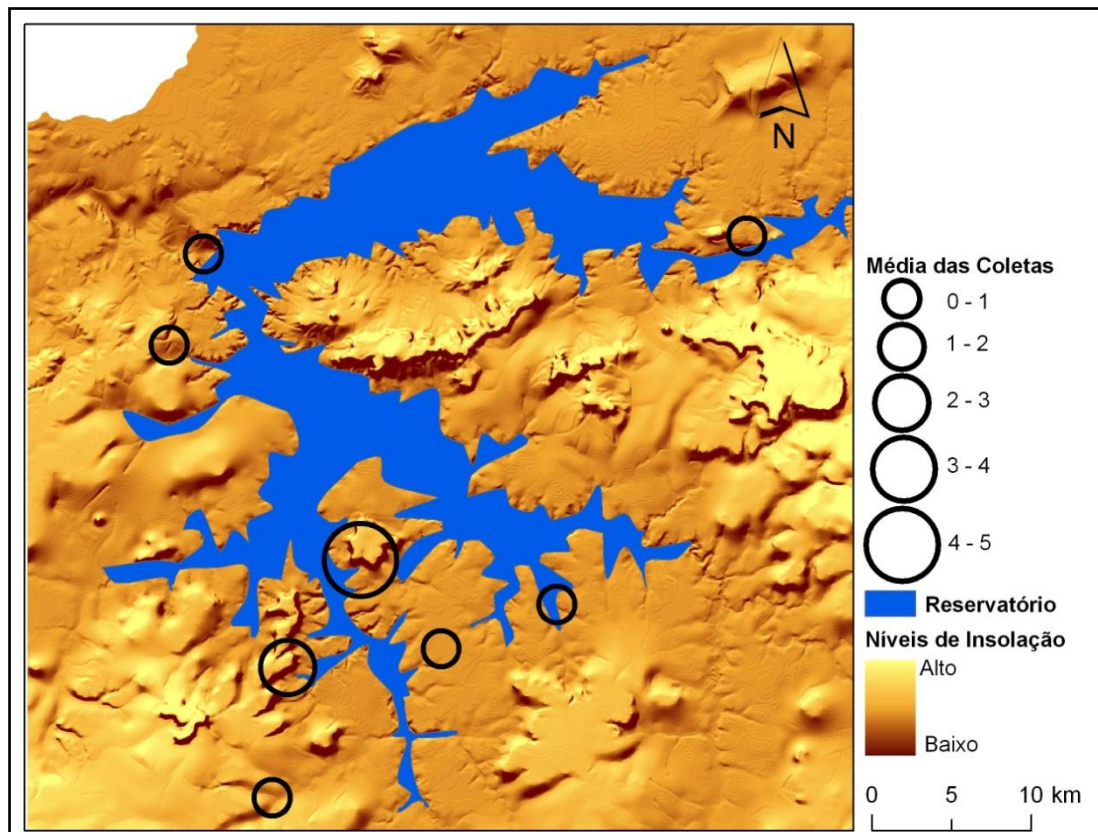 N
Média das Coletas
0 - 1
1 - 2
2 - 3
3 - 4
4 - 5
Reservatório
Níveis de Insolação
Alto
Baixo
0 5 10 km